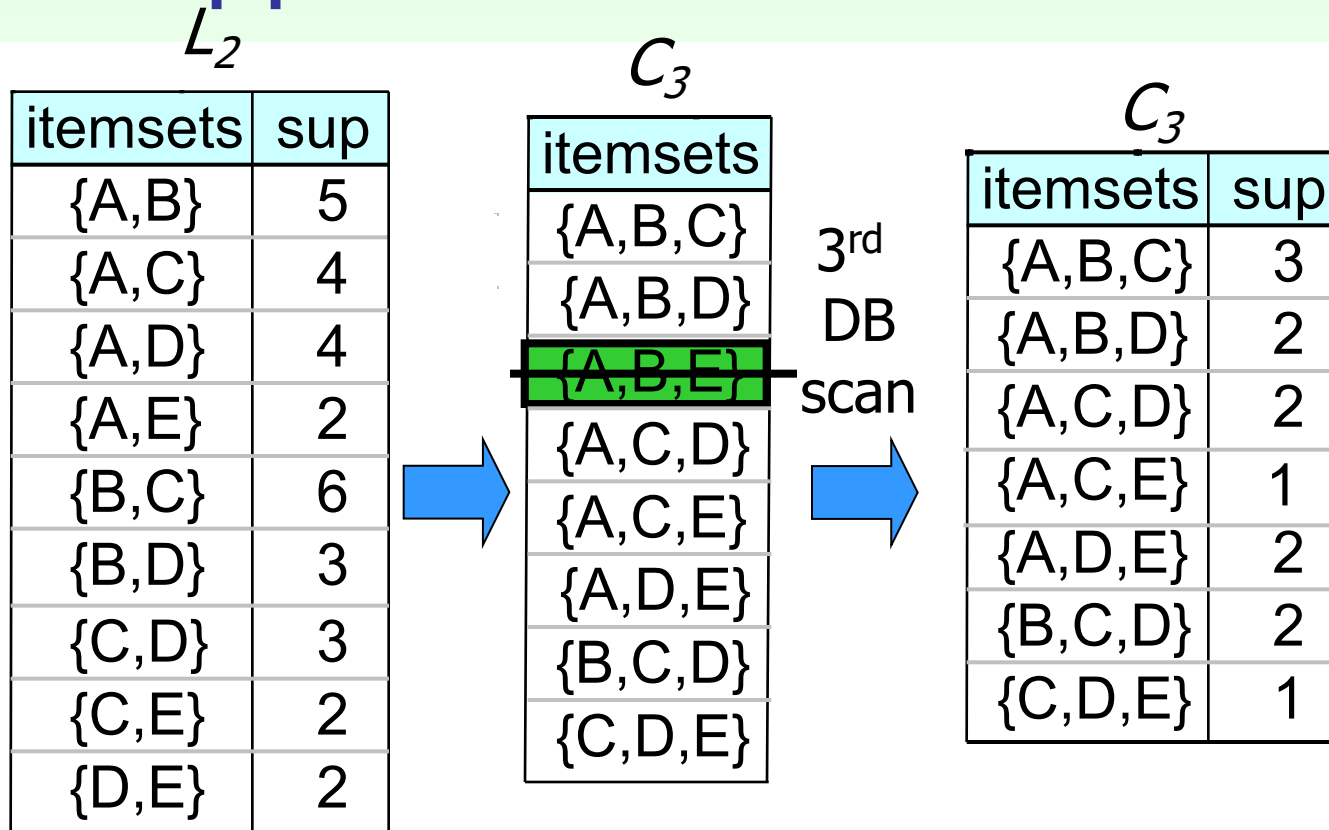 L2
itemsets sup
{A,B} 5
{A,C} 4
{A,D} 4
{A,E} 2
{B,C} 6
{B,D} 3
{C,D} 3
{C,E} 2
{D,E} 2
C3
itemsets
{A,B,C}
{A,B,D}
{A,B,E}
{A,C,D}
{A,C,E}
{A,D,E}
{B,C,D}
{C,D,E}
3rd
DB
scan
C3
itemsets sup
{A,B,C} 3
{A,B,D} 2
{A,C,D} 2
{A,C,E} 1
{A,D,E} 2
{B,C,D} 2
{C,D,E} 1